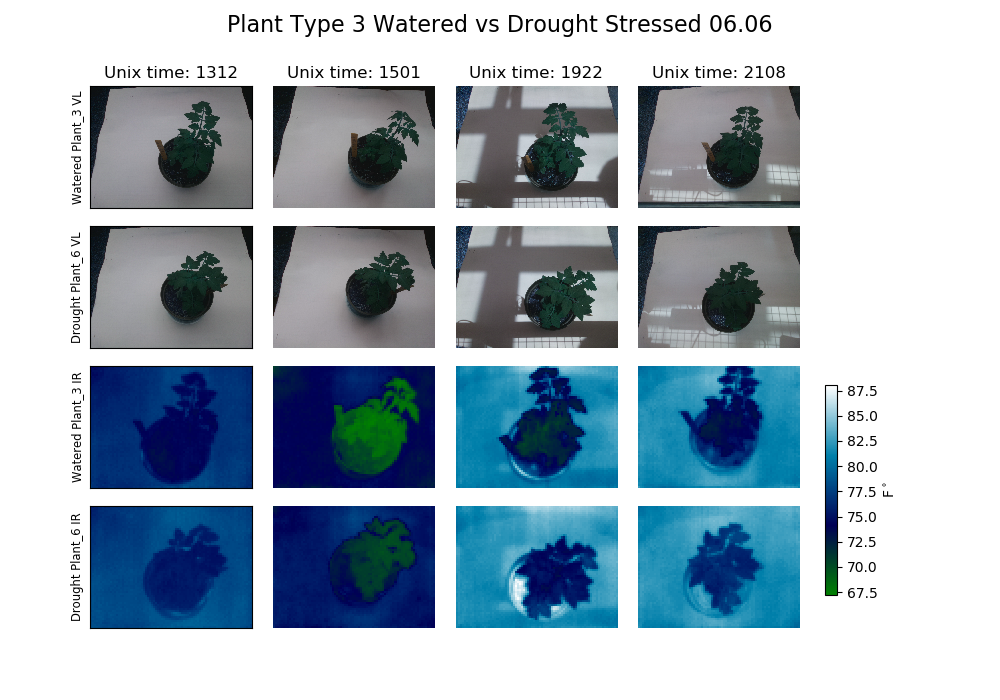 Plant Type 3 Watered vs Drought Stressed 06.06
Unix time: 1312
Unix time: 1501
Unix time: 1922
Unix time: 2108
Watered Plant_3 VL
Drought Plant_6 VL
Watered Plant_3 IR
Drought Plant_6 IR
87.5
85.0
82.5
80.0
77.5
75.0
72.5
70.0
67.5
F°